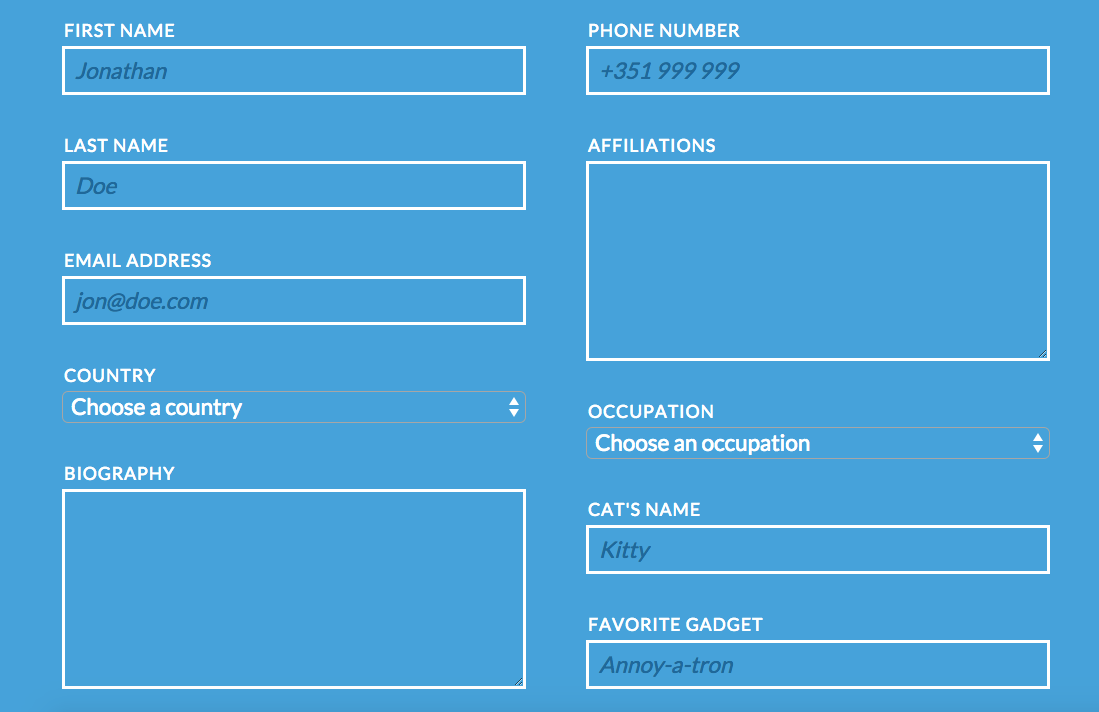 FIRST NAME
Jonathan
LAST NAME
Doe
EMAIL ADDRESS
jon@doe.com
COUNTRY
Choose a country
BIOGRAPHY
PHONE NUMBER
+351 999 999
AFFILIATIONS
OCCUPATION
Choose an occupation
CAT'S NAME
Kitty
FAVORITE GADGET
Annoy-a-tron